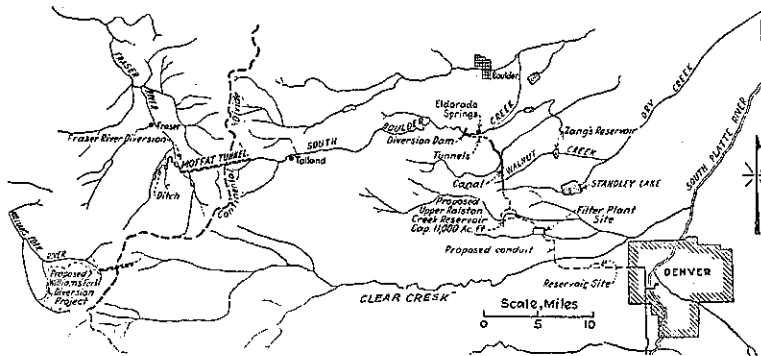 FRASER
RIVER
Fraser
Fraser River Diversion
MOFFAT TUNNEL
Ditch
Divide
Continental
Tolland
SOUTH
BOULDER
CREEK
Boulder
Eldorado
Springs
Diversion Dam
Tunnels
Zang's Reservoir
DRY CREEK
SOUTH PLATTE RIVER
WALNUT
CREEK
Canal
STANDLEY LAKE
Proposed
Upper Ralston
Creek Reservoir
Cap. 11,000 Ac. ft
Filter Plant
Site
Proposed conduit
Reservoir Site
DENVER
WILLIAMS FORK
RIVER
Proposed
Williams Fork
Diversion
Project
CLEAR CREEK
Scale, Miles
0 5 10